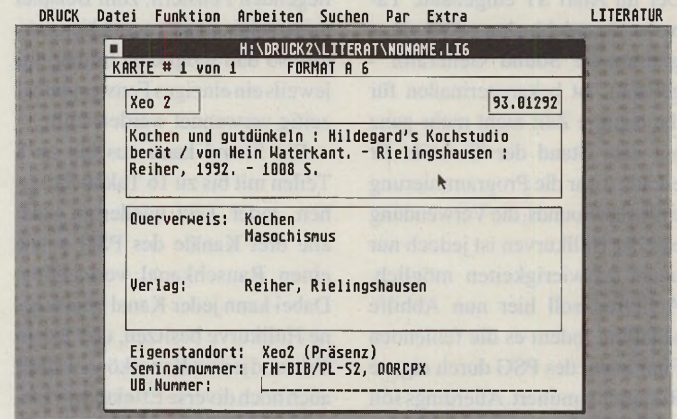 DRUCK Datei Funktion Arbeiten Suchen Par Extra LITERATUR
H:\DRUCK2\LITERAT\NONAME.LI6
KARTE # 1 von 1 FORMAT A 6
Xeo 2 93.01292
Kochen und gutdünkeln : Hildegard's Kochstudio
berät / von Hein Waterkant. - Rielingshausen :
Reiher, 1992. - 1008 S.
Querverweis: Kochen
Masochismus
Verlag: Reiher, Rielingshausen
Eigenstandort: Xeo2 (Präsenz)
Seminarnummer: FH-BIB/PL-S2, OQRCPX
UB.Nummer: